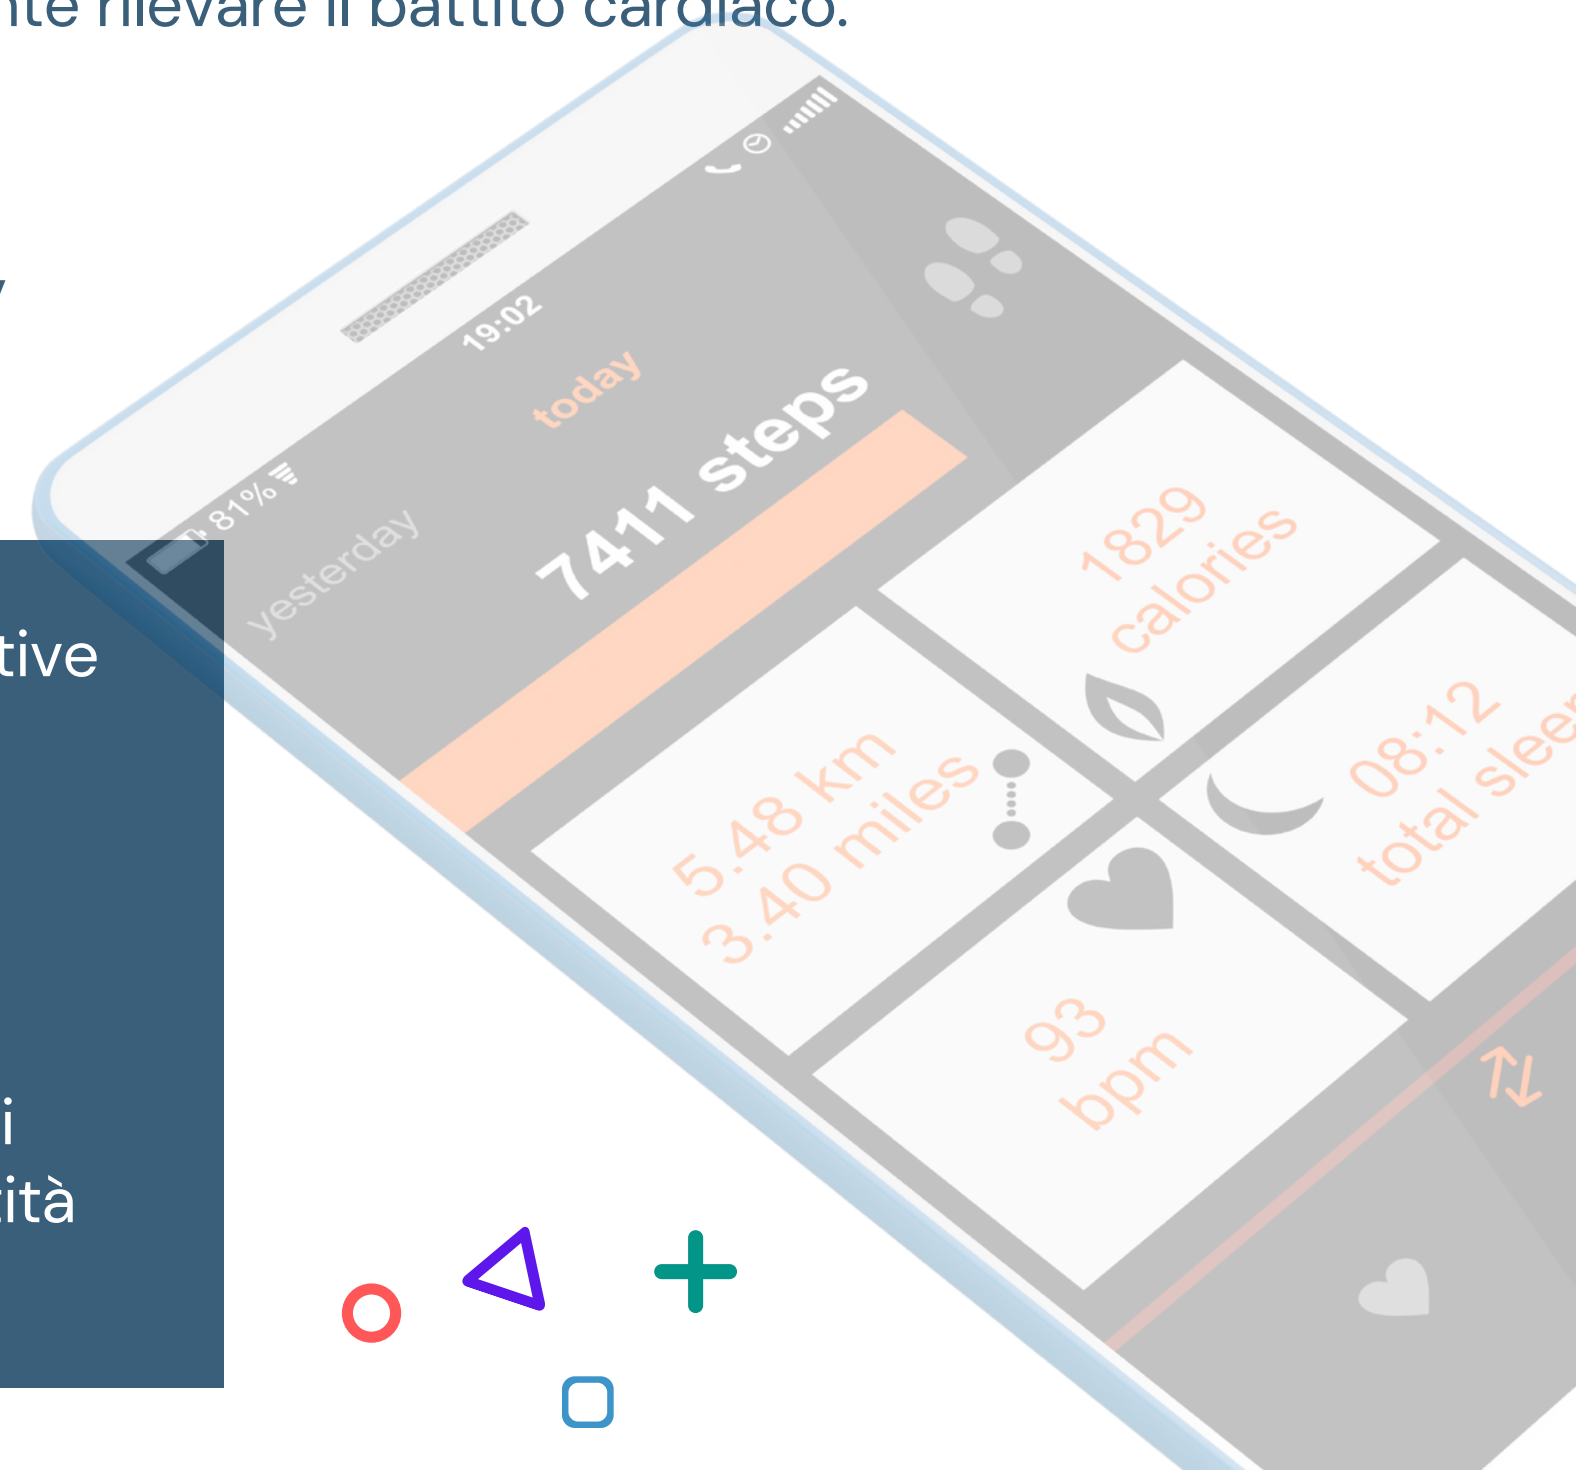 nte rilevare il battito cardiaco.
y
tive
i
ità
81%
19:02
yesterday
today
7411 steps
1829
calories
5.48 km
3.40 miles
08:12
total sleep
93
bpm